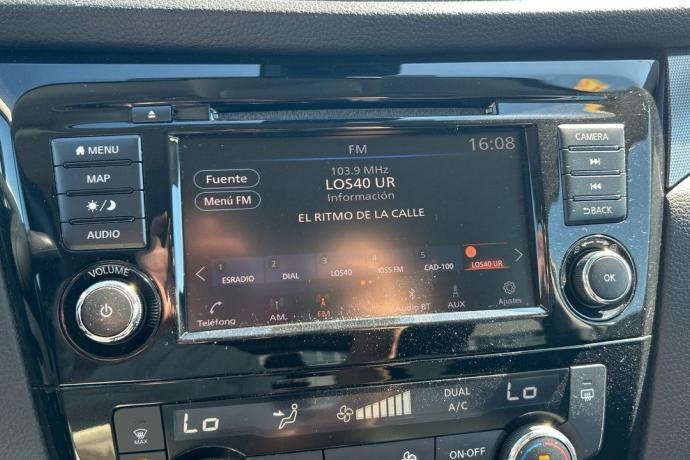 FM
16:08
103.9 MHz
Fuente
LOS40 UR
Información
Menú FM
EL RITMO DE LA CALLE
1 2 3 4 5
ESRADIO DIAL LOS40 KISS FM CAD-100 LOS40 UR
Teléfono AM FM Audio BT AUX Ajustes
MENU
MAP
AUDIO
VOLUME
CAMERA
BACK
OK
Lo
DUAL
A/C
Lo
MAX
ON-OFF